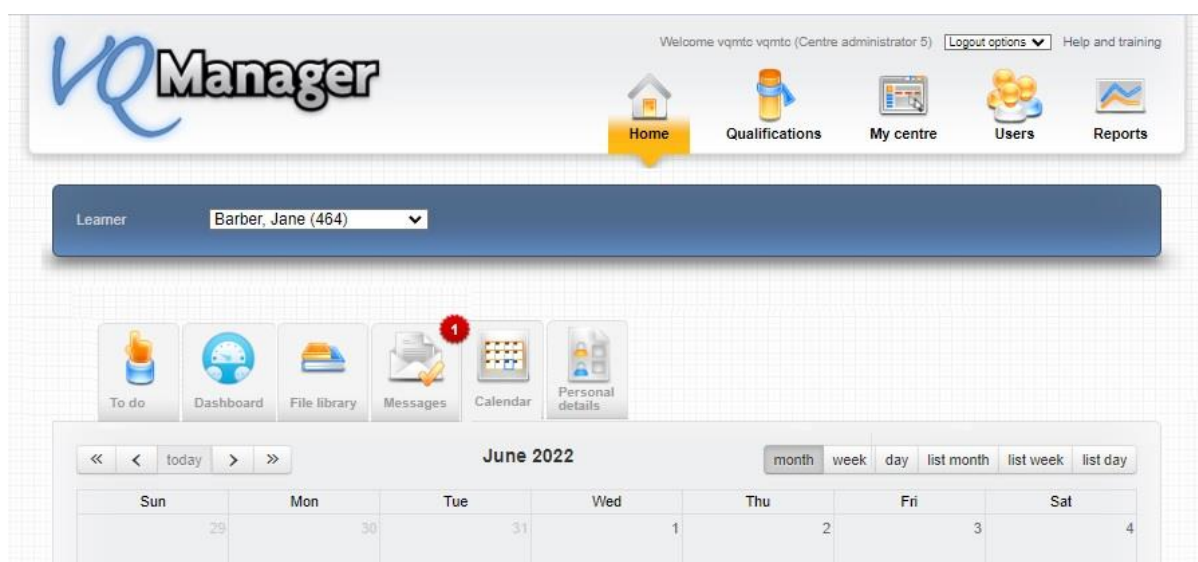 VQManager
Welcome vqmto vqmto (Centre administrator 5) Logout options Help and training
Home Qualifications My centre Users Reports
Learner Barber, Jane (464)
1
To do Dashboard File library Messages Calendar Personal details
« < today > » June 2022 month week day list month list week list day
Sun Mon Tue Wed Thu Fri Sat
29 30 31 1 2 3 4